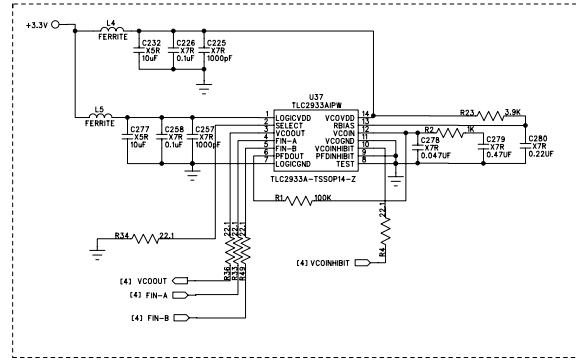 +3.3V
L4
FERRITE
C232
X5R
10uF
C226
X7R
0.1uF
C225
X7R
1000pF
U37
TLC2933AIPW
L5
FERRITE
C277
X5R
10uF
C258
X7R
0.1uF
C257
X7R
1000pF
1 LOGICVDD VCOVDD 14
2 SELECT RBIAS 13
3 VCOOUT VCOIN 12
4 FIN-A VCOGND 11
5 FIN-B VCOINHIBIT 10
6 PFDOUT PFDINHIBIT 9
7 LOGICGND TEST 8
TLC2933A-TSSOP14-Z
R23 3.9K
R2 1K
C278
X7R
0.047UF
C279
X7R
0.47UF
C280
X7R
0.22UF
R1 100K
R34 22.1
22.1 22.1 22.1
R36 R33 R49
22.1
R4
[4] VCOOUT
[4] FIN-A
[4] FIN-B
[4] VCOINHIBIT